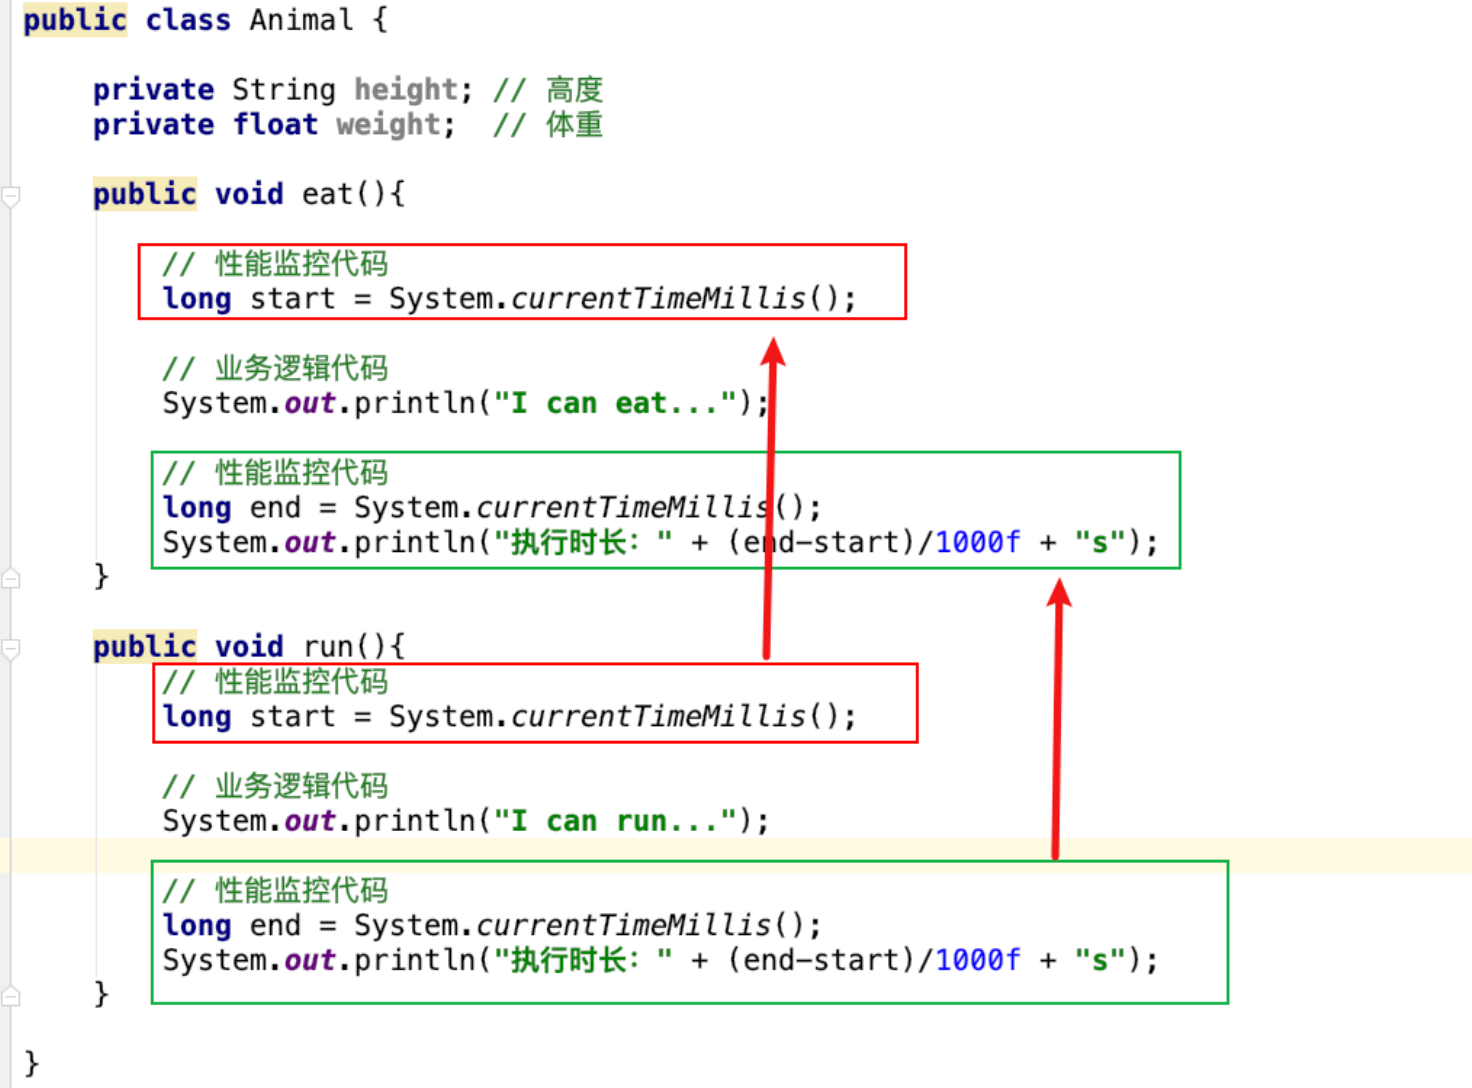 public class Animal {
private String height; // 高度
private float weight;  // 体重
public void eat(){
// 性能监控代码
long start = System.currentTimeMillis();
// 业务逻辑代码
System.out.println("I can eat...");
// 性能监控代码
long end = System.currentTimeMillis();
System.out.println("执行时长：" + (end-start)/1000f + "s");
}
public void run(){
// 性能监控代码
long start = System.currentTimeMillis();
// 业务逻辑代码
System.out.println("I can run...");
// 性能监控代码
long end = System.currentTimeMillis();
System.out.println("执行时长：" + (end-start)/1000f + "s");
}
}